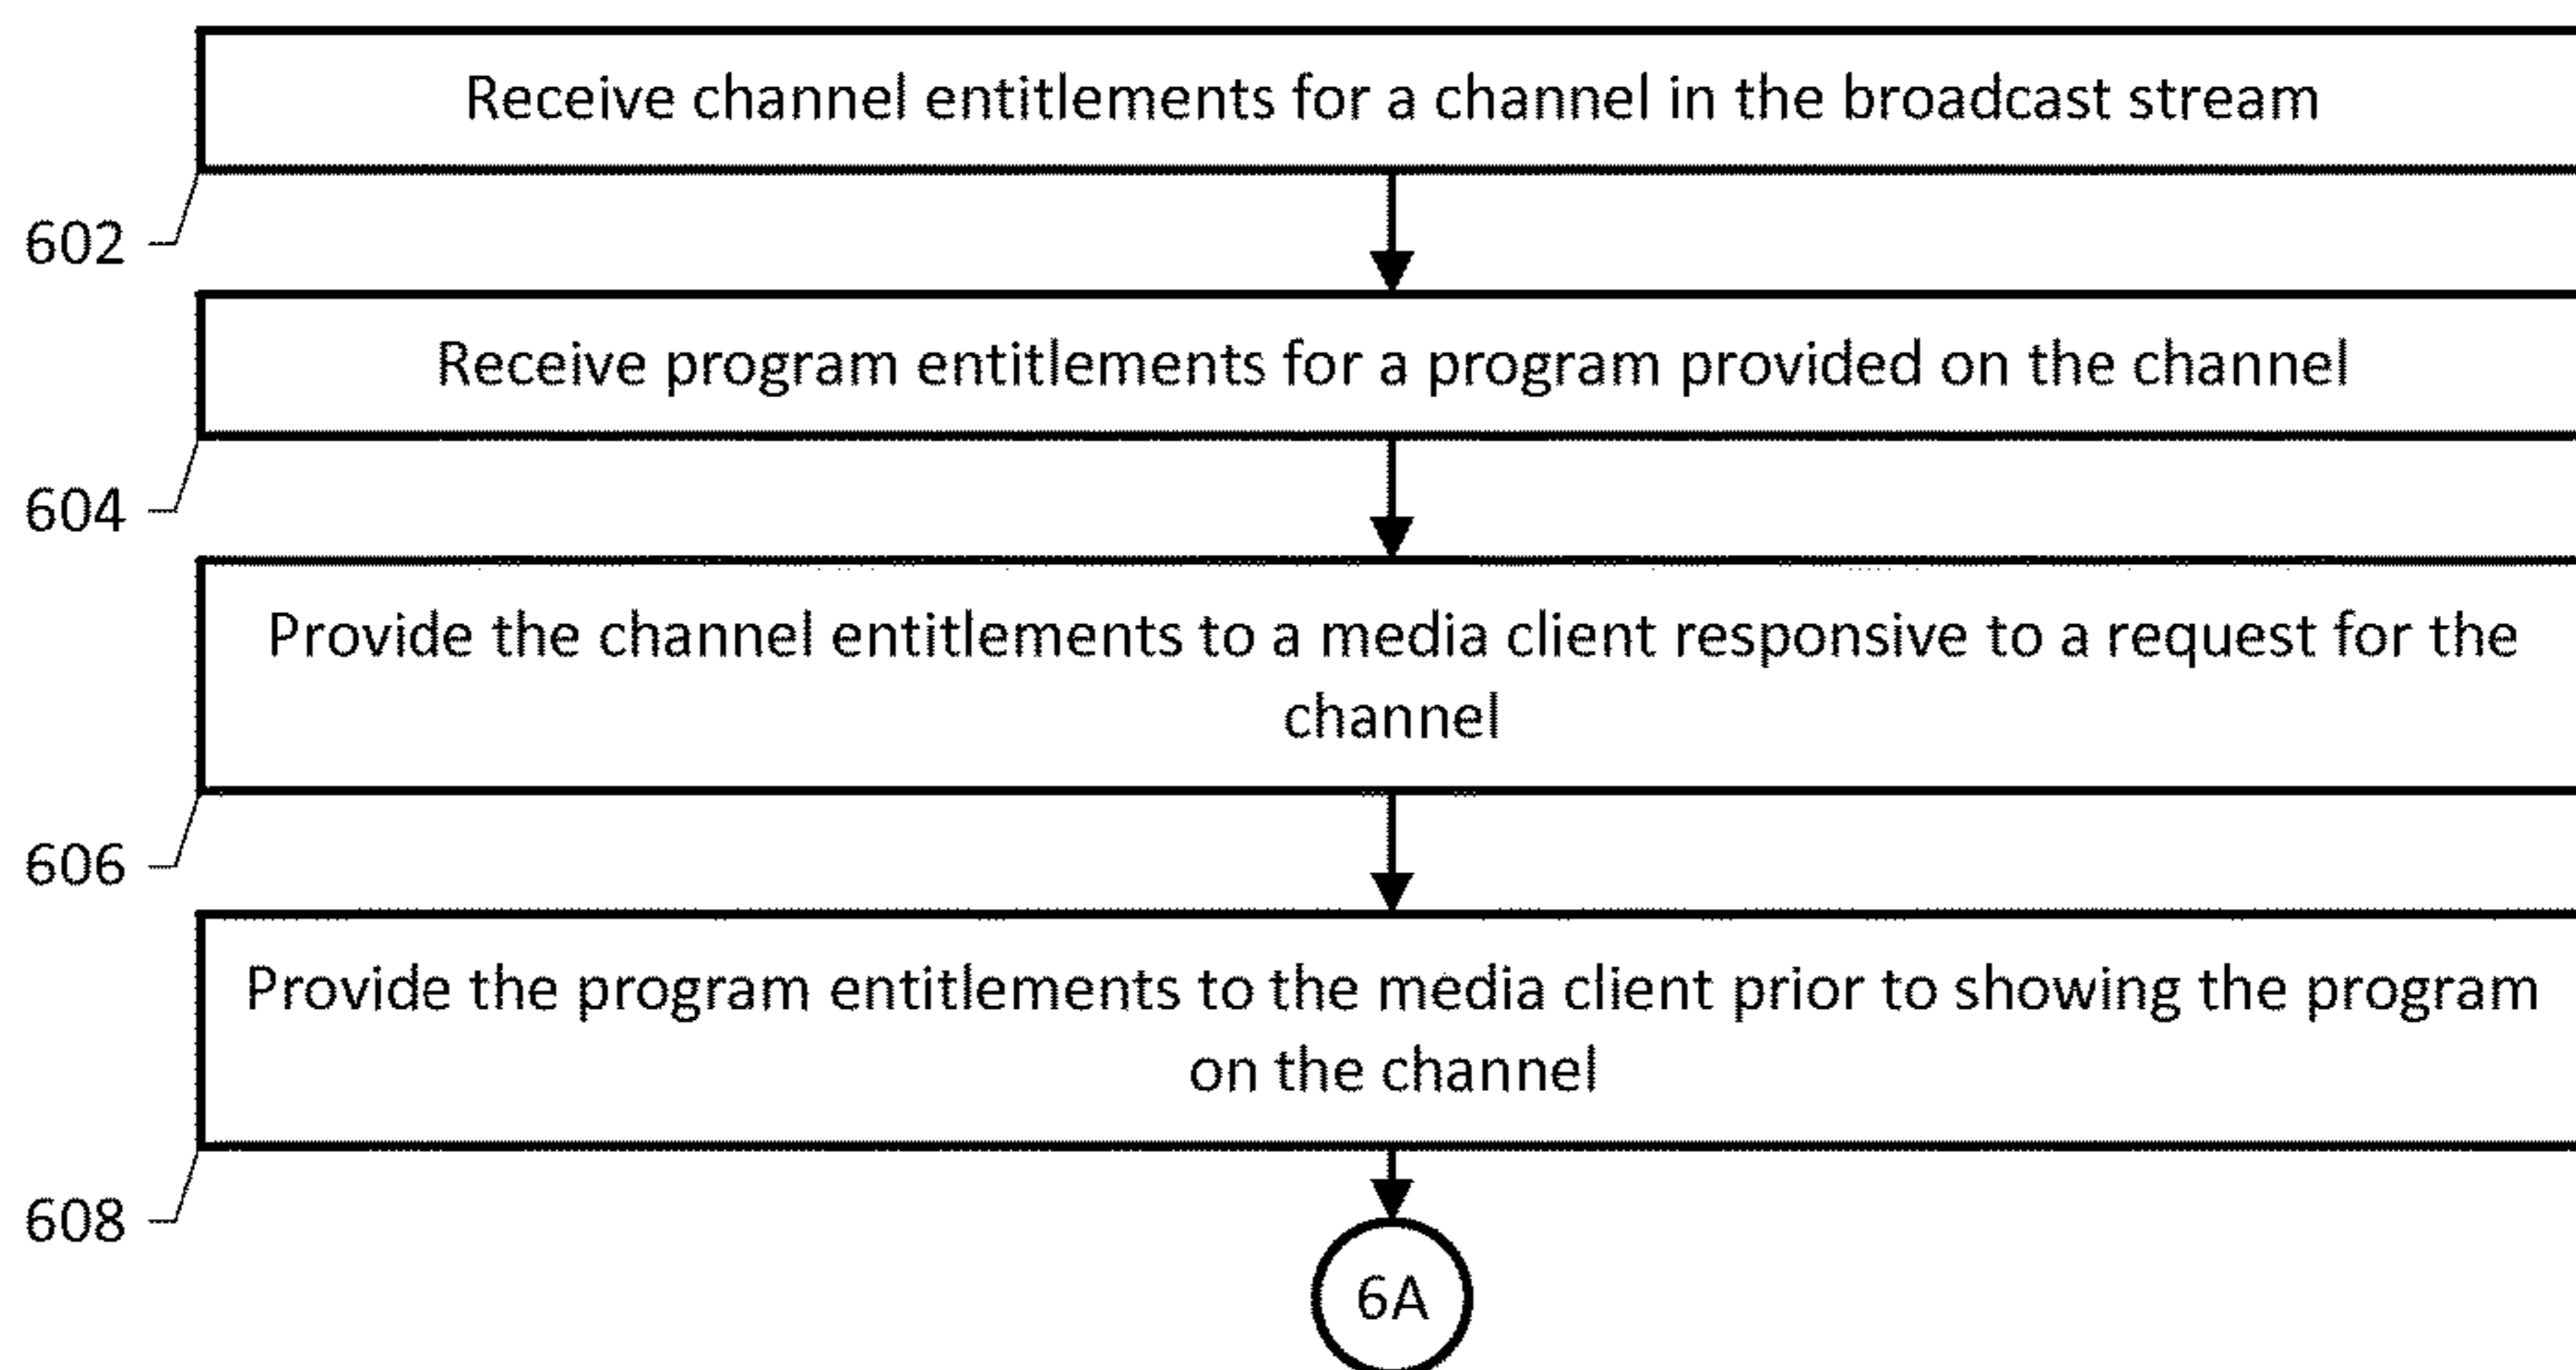 Receive channel entitlements for a channel in the broadcast stream
602
Receive program entitlements for a program provided on the channel
604
Provide the channel entitlements to a media client responsive to a request for the
channel
606
Provide the program entitlements to the media client prior to showing the program
on the channel
608
6A